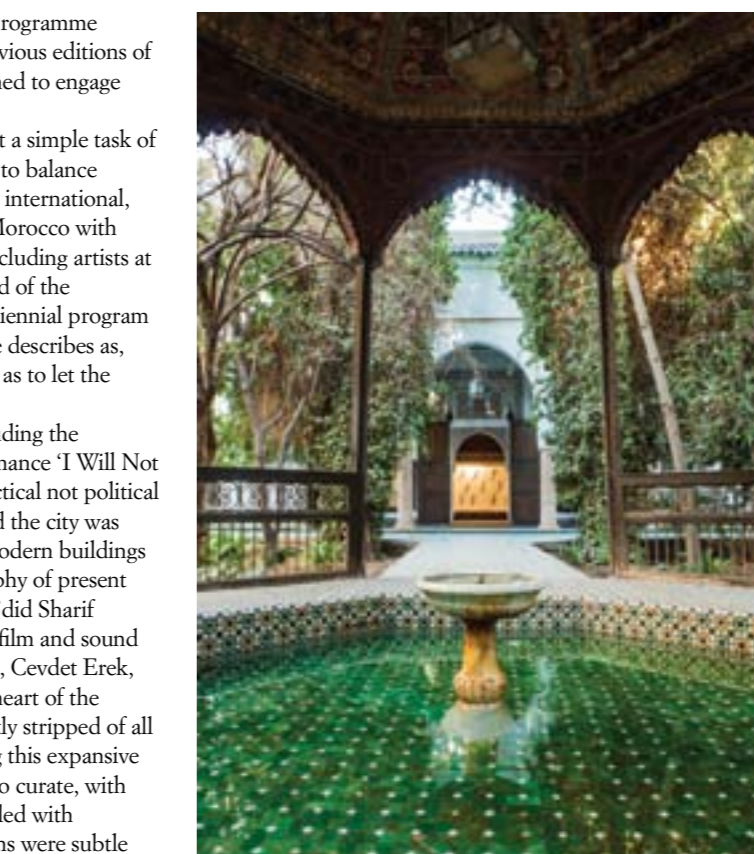 rogramme
vious editions of
ned to engage
t a simple task of
to balance
international,
Morocco with
cluding artists at
d of the
iennial program
e describes as,
as to let the
ding the
nance ‘I Will Not
ctical not political
d the city was
odern buildings
phy of present
did Sharif
film and sound
, Cevdet Erek,
heart of the
ly stripped of all
g this expansive
o curate, with
led with
ns were subtle